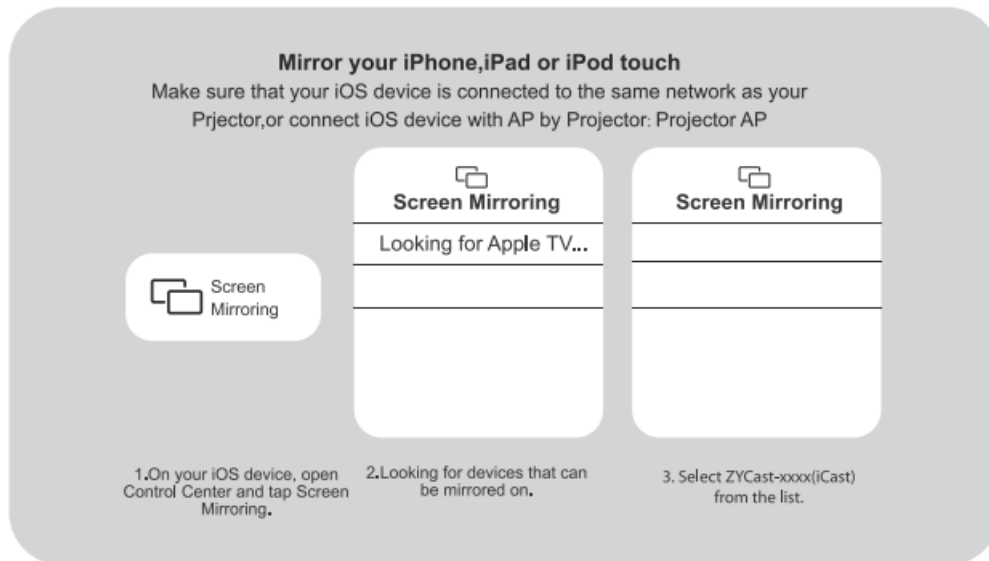 Mirror your iPhone,iPad or iPod touch
Make sure that your iOS device is connected to the same network as your
Prjector,or connect iOS device with AP by Projector: Projector AP
Screen
Mirroring
Screen Mirroring
Looking for Apple TV...
Screen Mirroring
1.On your iOS device, open
Control Center and tap Screen
Mirroring.
2.Looking for devices that can
be mirrored on.
3. Select ZYCast-xxxx(iCast)
from the list.